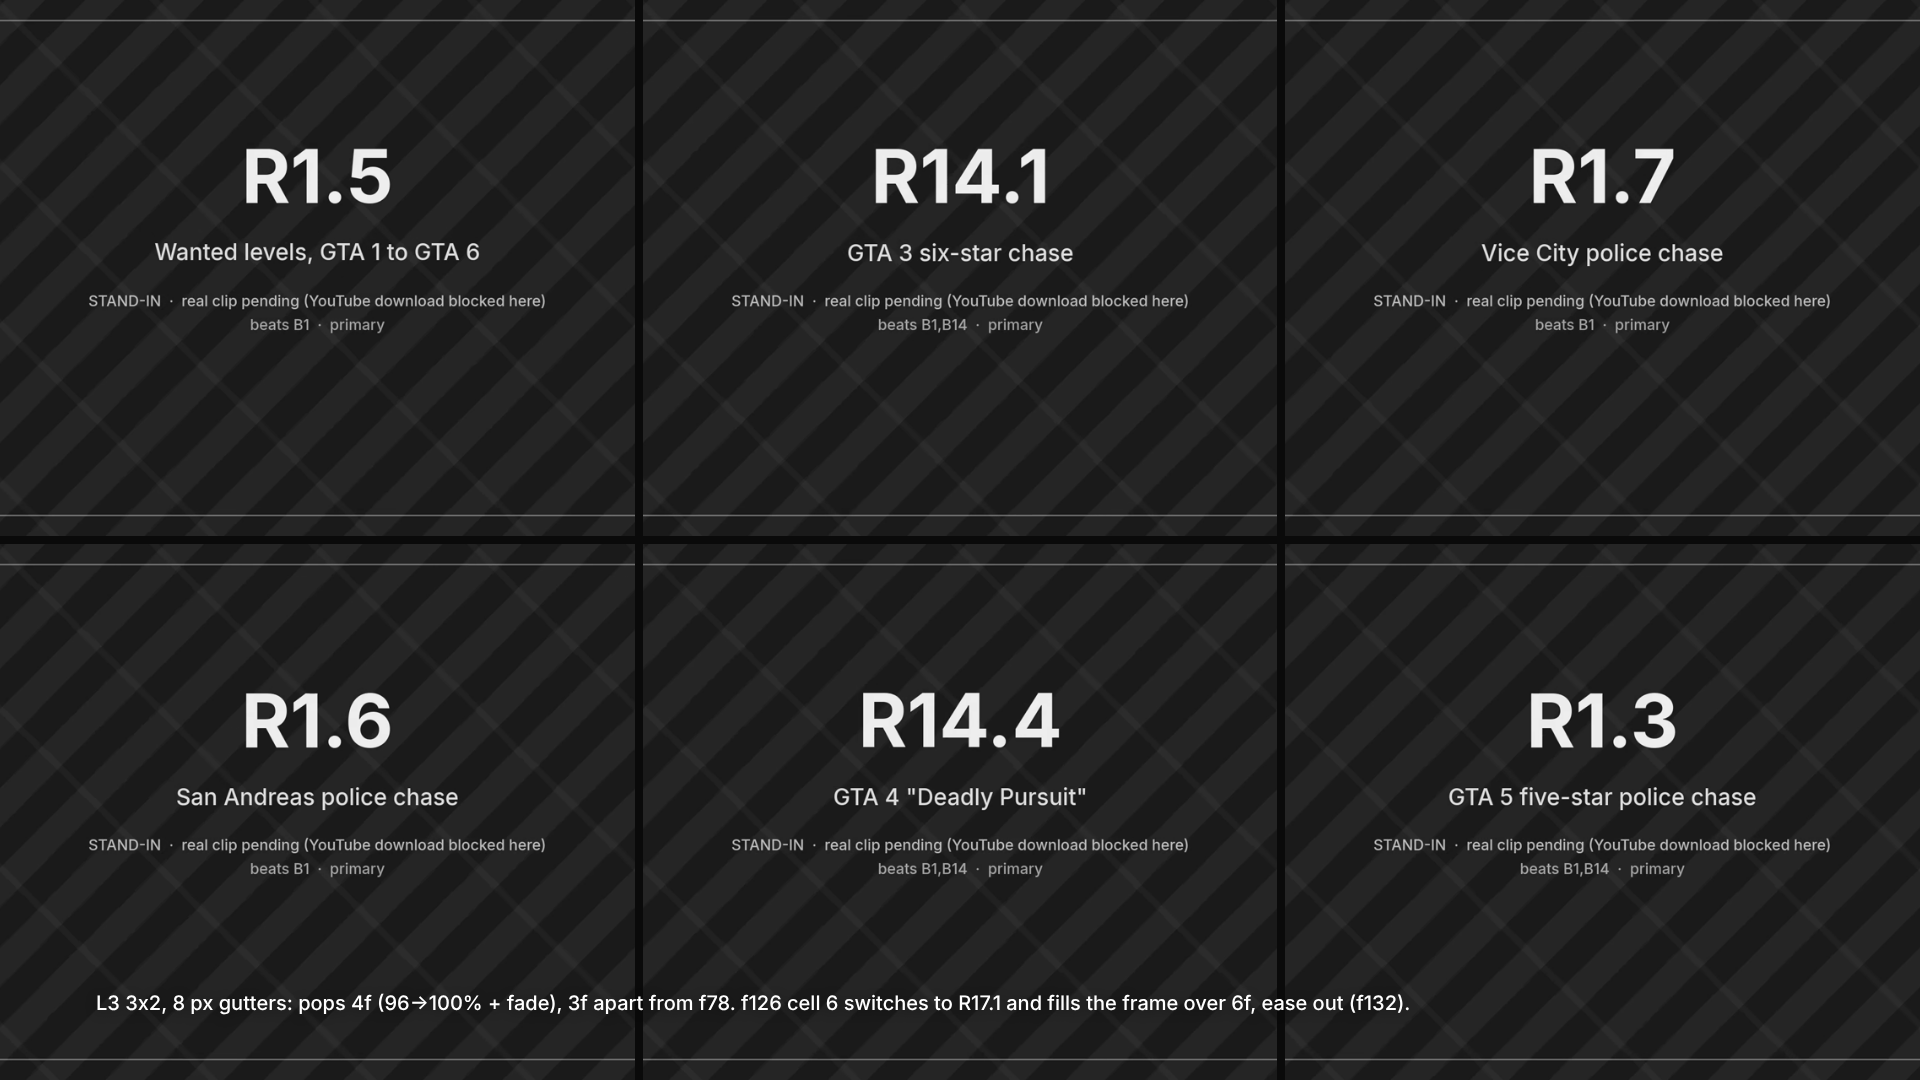 R1.5
Wanted levels, GTA 1 to GTA 6
STAND-IN · real clip pending (YouTube download blocked here)
beats B1 · primary
R14.1
GTA 3 six-star chase
STAND-IN · real clip pending (YouTube download blocked here)
beats B1,B14 · primary
R1.7
Vice City police chase
STAND-IN · real clip pending (YouTube download blocked here)
beats B1 · primary
R1.6
San Andreas police chase
STAND-IN · real clip pending (YouTube download blocked here)
beats B1 · primary
R14.4
GTA 4 "Deadly Pursuit"
STAND-IN · real clip pending (YouTube download blocked here)
beats B1,B14 · primary
R1.3
GTA 5 five-star police chase
STAND-IN · real clip pending (YouTube download blocked here)
beats B1,B14 · primary
L3 3x2, 8 px gutters: pops 4f (96→100% + fade), 3f apart from f78. f126 cell 6 switches to R17.1 and fills the frame over 6f, ease out (f132).